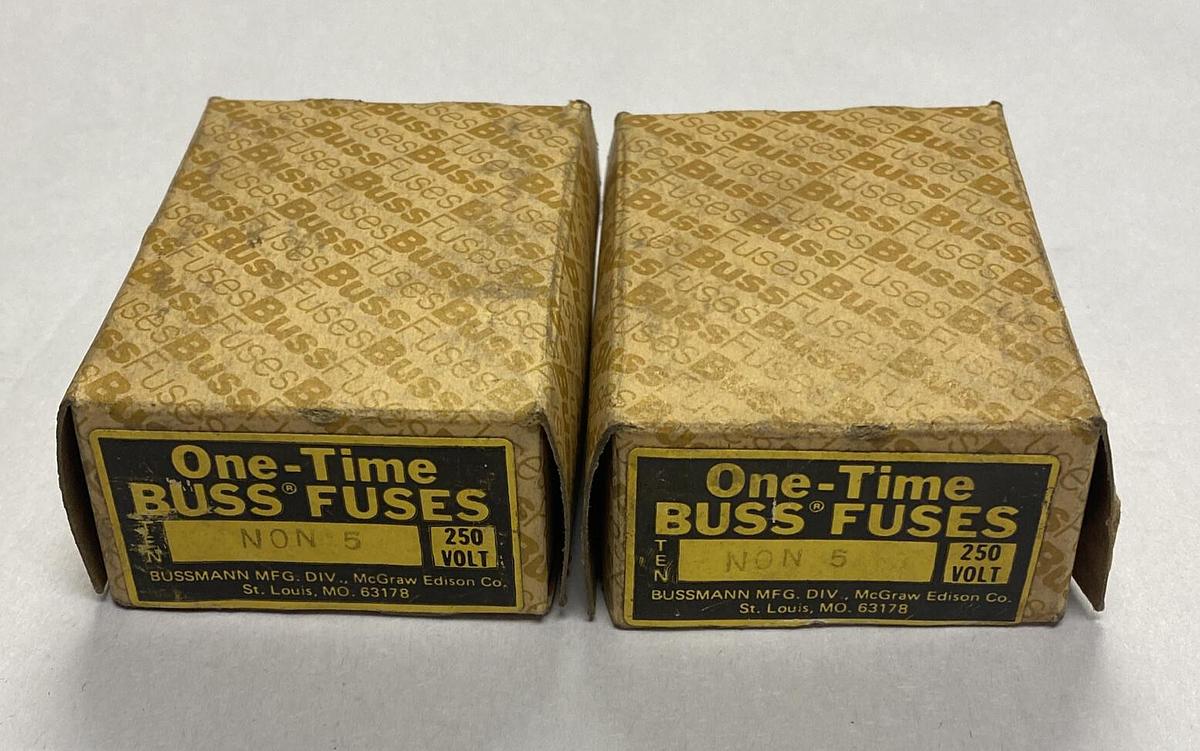 One-Time
BUSS® FUSES
TEN
NON 5
250
VOLT
BUSSMANN MFG. DIV., McGraw Edison Co.
St. Louis, MO. 63178
One-Time
BUSS® FUSES
TEN
NON 5
250
VOLT
BUSSMANN MFG. DIV., McGraw Edison Co.
St. Louis, MO. 63178
BussFusesBussFusesBuss